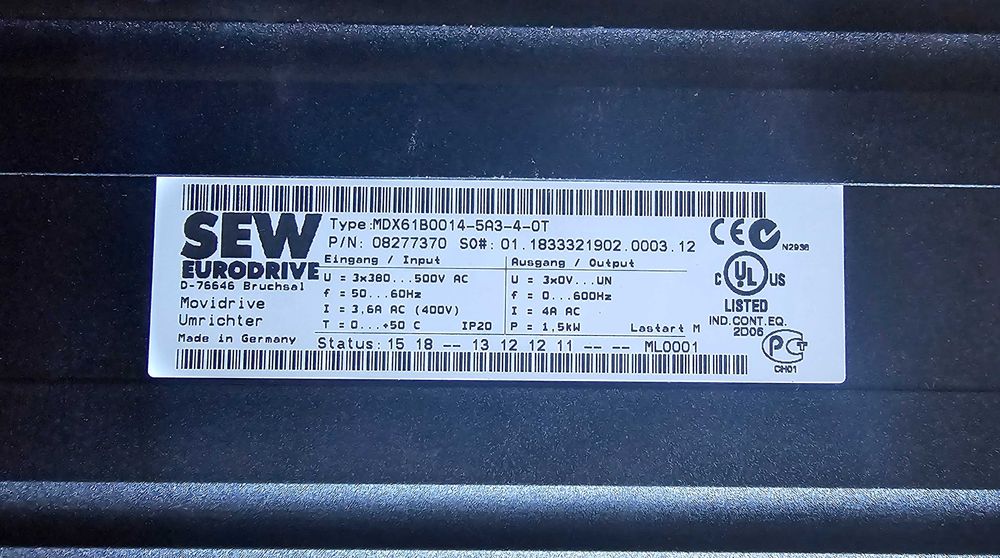 SEW
EURODRIVE
D-76646 Bruchsal
Movidrive
Umrichter
Made in Germany
Type:MDX61B0014-5A3-4-0T
P/N: 08277370 SO#: 01.1833321902.0003.12
Eingang / Input
U = 3x380...500V AC
f = 50...60Hz
I = 3,6A AC (400V)
T = 0...+50 C IP20
Ausgang / Output
U = 3x0V...UN
f = 0...600Hz
I = 4A AC
P = 1,5kW Lastart M
Status: 15 18 -- 13 12 12 11 -- -- ML0001
CE
N2936
C UL US
LISTED
IND.CONT.EQ.
2D06
PCT
CH01